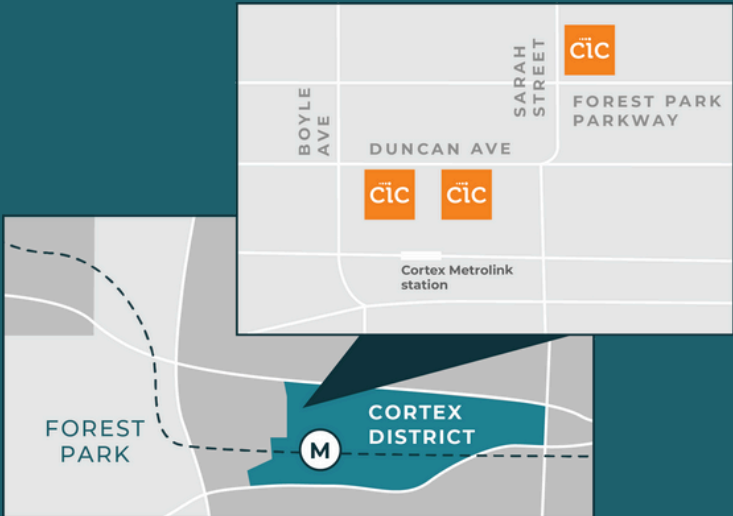 CIC
SARAH
STREET
FOREST PARK
PARKWAY
BOYLE
AVE
DUNCAN AVE
CIC CIC
Cortex Metrolink
station
FOREST
PARK
CORTEX
DISTRICT
M